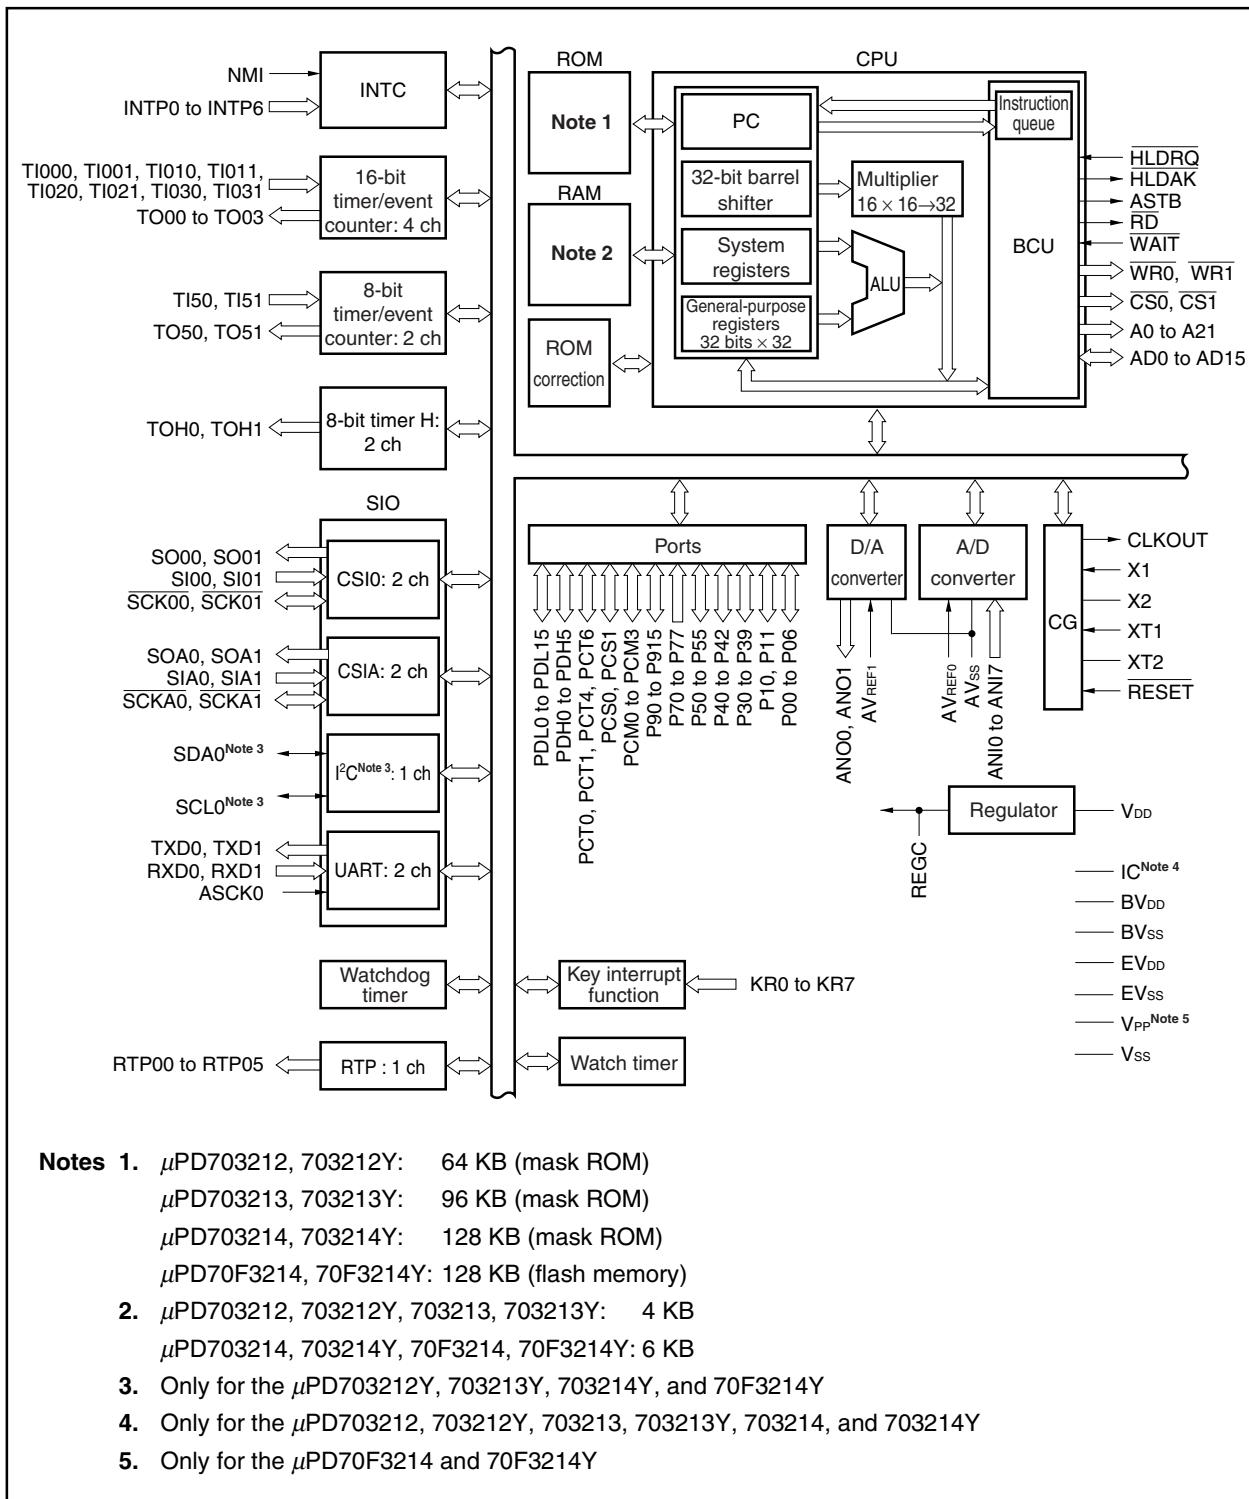 NMI
INTP0 to INTP6
INTC
TI000, TI001, TI010, TI011,
TI020, TI021, TI030, TI031
TO00 to TO03
16-bit
timer/event
counter: 4 ch
TI50, TI51
TO50, TO51
8-bit
timer/event
counter: 2 ch
TOH0, TOH1
8-bit timer H:
2 ch
SIO
SO00, SO01
SI00, SI01
SCK00, SCK01
CSI0: 2 ch
SOA0, SOA1
SIA0, SIA1
SCKA0, SCKA1
CSIA: 2 ch
SDA0Note 3
SCL0Note 3
I2CNote 3: 1 ch
TXD0, TXD1
RXD0, RXD1
ASCK0
UART: 2 ch
Watchdog
timer
RTP00 to RTP05
RTP : 1 ch
ROM
Note 1
RAM
Note 2
ROM
correction
CPU
PC
32-bit barrel
shifter
System
registers
General-purpose
registers
32 bits × 32
Multiplier
16 × 16→32
ALU
Instruction
queue
BCU
HLDRQ
HLDAK
ASTB
RD
WAIT
WR0, WR1
CS0, CS1
A0 to A21
AD0 to AD15
Ports
PDL0 to PDL15
PDH0 to PDH5
PCT0, PCT1, PCT4, PCT6
PCS0, PCS1
PCM0 to PCM3
P90 to P915
P70 to P77
P50 to P55
P40 to P42
P30 to P39
P10, P11
P00 to P06
D/A
converter
ANO0, ANO1
AVREF1
A/D
converter
AVREF0
AVSS
ANI0 to ANI7
CG
CLKOUT
X1
X2
XT1
XT2
RESET
Regulator
VDD
REGC
ICNote 4
BVDD
BVSS
EVDD
EVSS
VPPNote 5
VSS
Key interrupt
function
KR0 to KR7
Watch timer
Notes 1. μPD703212, 703212Y: 64 KB (mask ROM)
μPD703213, 703213Y: 96 KB (mask ROM)
μPD703214, 703214Y: 128 KB (mask ROM)
μPD70F3214, 70F3214Y: 128 KB (flash memory)
2. μPD703212, 703212Y, 703213, 703213Y: 4 KB
μPD703214, 703214Y, 70F3214, 70F3214Y: 6 KB
3. Only for the μPD703212Y, 703213Y, 703214Y, and 70F3214Y
4. Only for the μPD703212, 703212Y, 703213, 703213Y, 703214, and 703214Y
5. Only for the μPD70F3214 and 70F3214Y